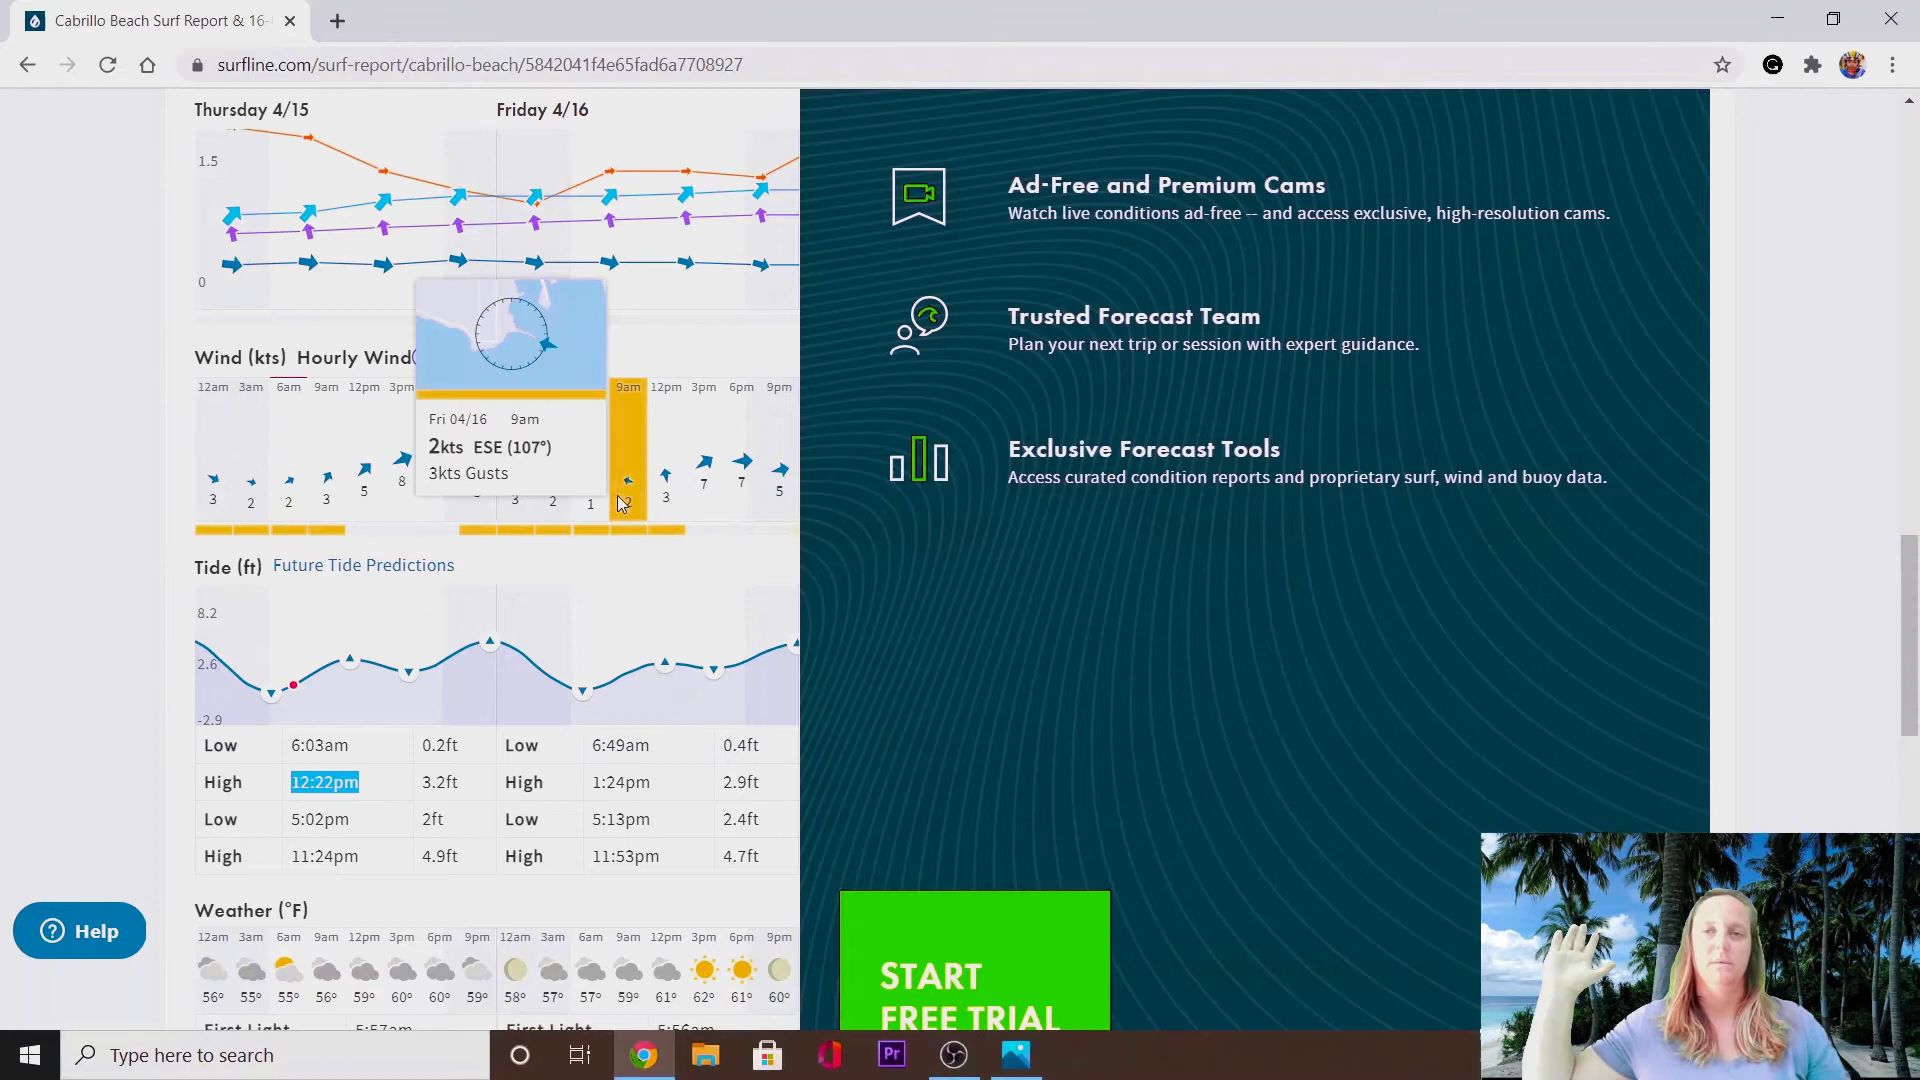 Cabrillo Beach Surf Report & 16-
surfline.com/surf-report/cabrillo-beach/5842041f4e65fad6a7708927
Thursday 4/15 Friday 4/16
1.5
0
Wind (kts) Hourly Wind
12am 3am 6am 9am 12pm 3pm 9am 12pm 3pm 6pm 9pm
Fri 04/16 9am
2kts ESE (107°)
3kts Gusts
3 2 2 3 5 8 3 2 1 2 3 7 7 5
Tide (ft) Future Tide Predictions
8.2
2.6
-2.9
Low 6:03am 0.2ft Low 6:49am 0.4ft
High 12:22pm 3.2ft High 1:24pm 2.9ft
Low 5:02pm 2ft Low 5:13pm 2.4ft
High 11:24pm 4.9ft High 11:53pm 4.7ft
Weather (°F)
12am 3am 6am 9am 12pm 3pm 6pm 9pm 12am 3am 6am 9am 12pm 3pm 6pm 9pm
56° 55° 55° 56° 59° 60° 60° 59° 58° 57° 57° 59° 61° 62° 61° 60°
First Light 5:57am First Light 5:56am
Ad-Free and Premium Cams
Watch live conditions ad-free -- and access exclusive, high-resolution cams.
Trusted Forecast Team
Plan your next trip or session with expert guidance.
Exclusive Forecast Tools
Access curated condition reports and proprietary surf, wind and buoy data.
START
FREE TRIAL
Help
Type here to search
Pr